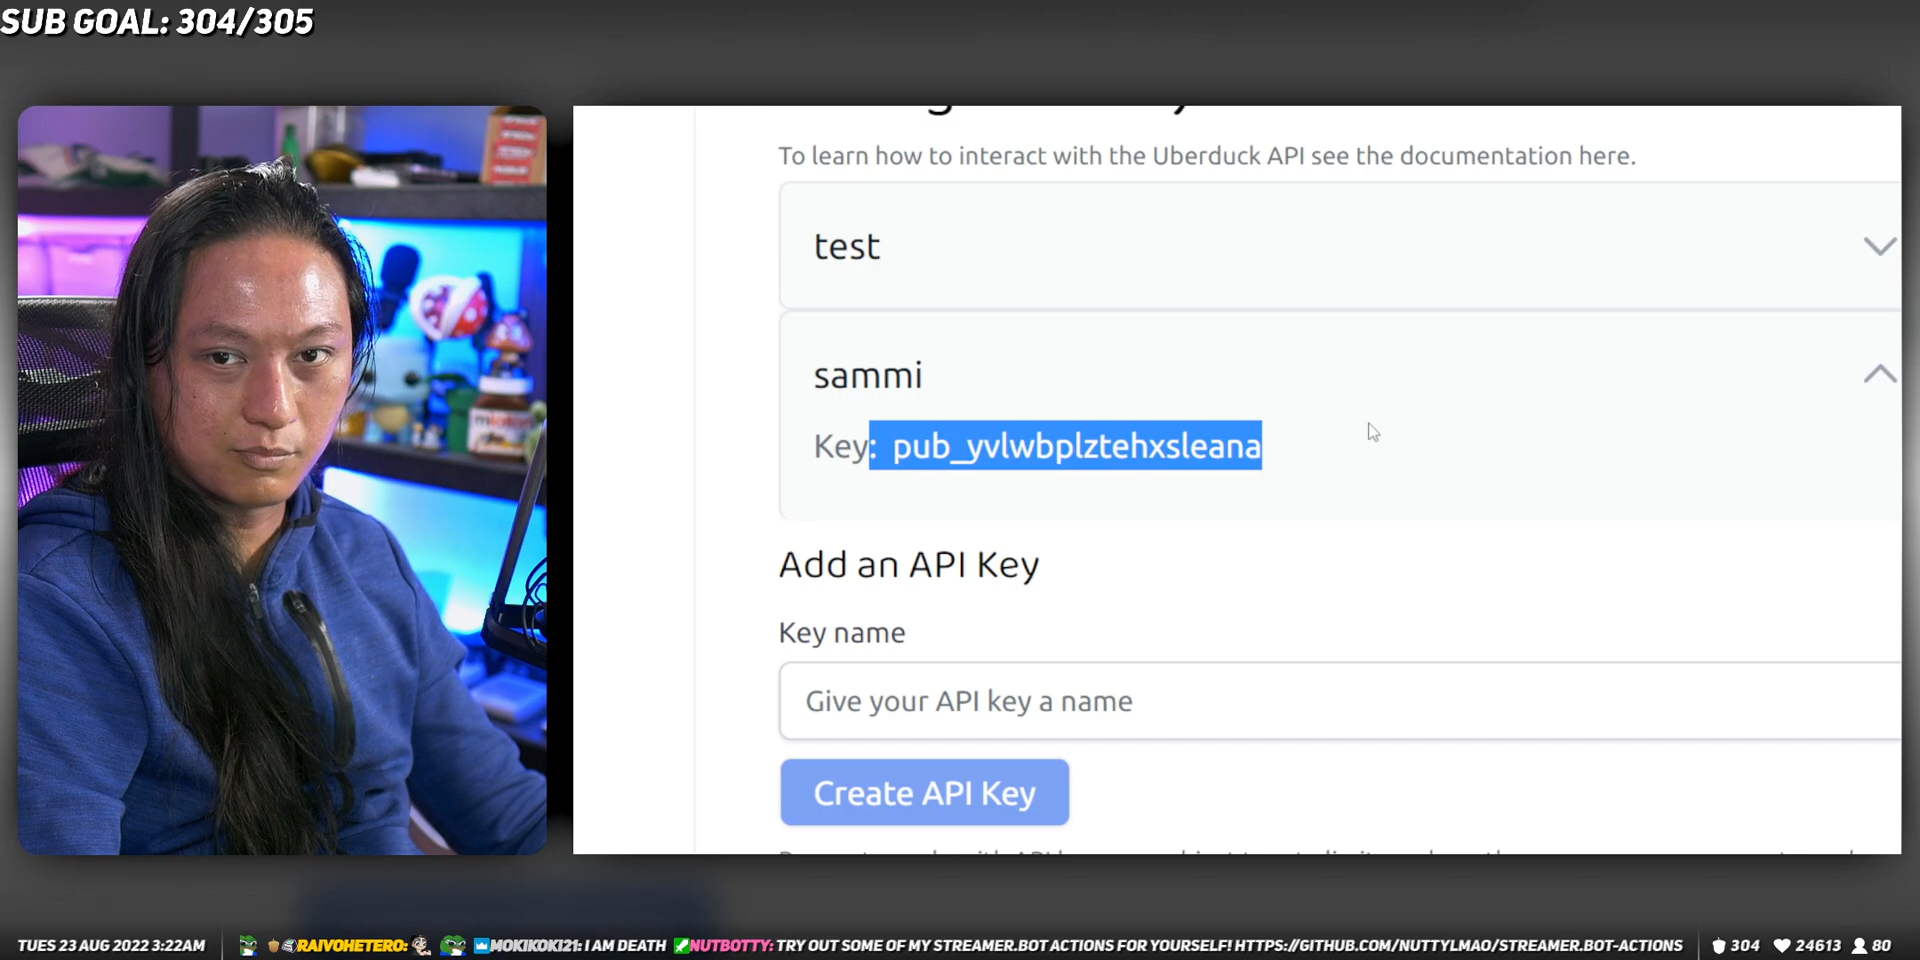 SUB GOAL: 304/305
To learn how to interact with the Uberduck API see the documentation here.
test
sammi
Key: pub_yvlwbplztehxsleana
Add an API Key
Key name
Give your API key a name
Create API Key
TUES 23 AUG 2022 3:22AM
RAIVOHETERO:
MOKIKOKI21: I AM DEATH
NUTBOTTY: TRY OUT SOME OF MY STREAMER.BOT ACTIONS FOR YOURSELF! HTTPS://GITHUB.COM/NUTTYLMAO/STREAMER.BOT-ACTIONS
304
24613
80